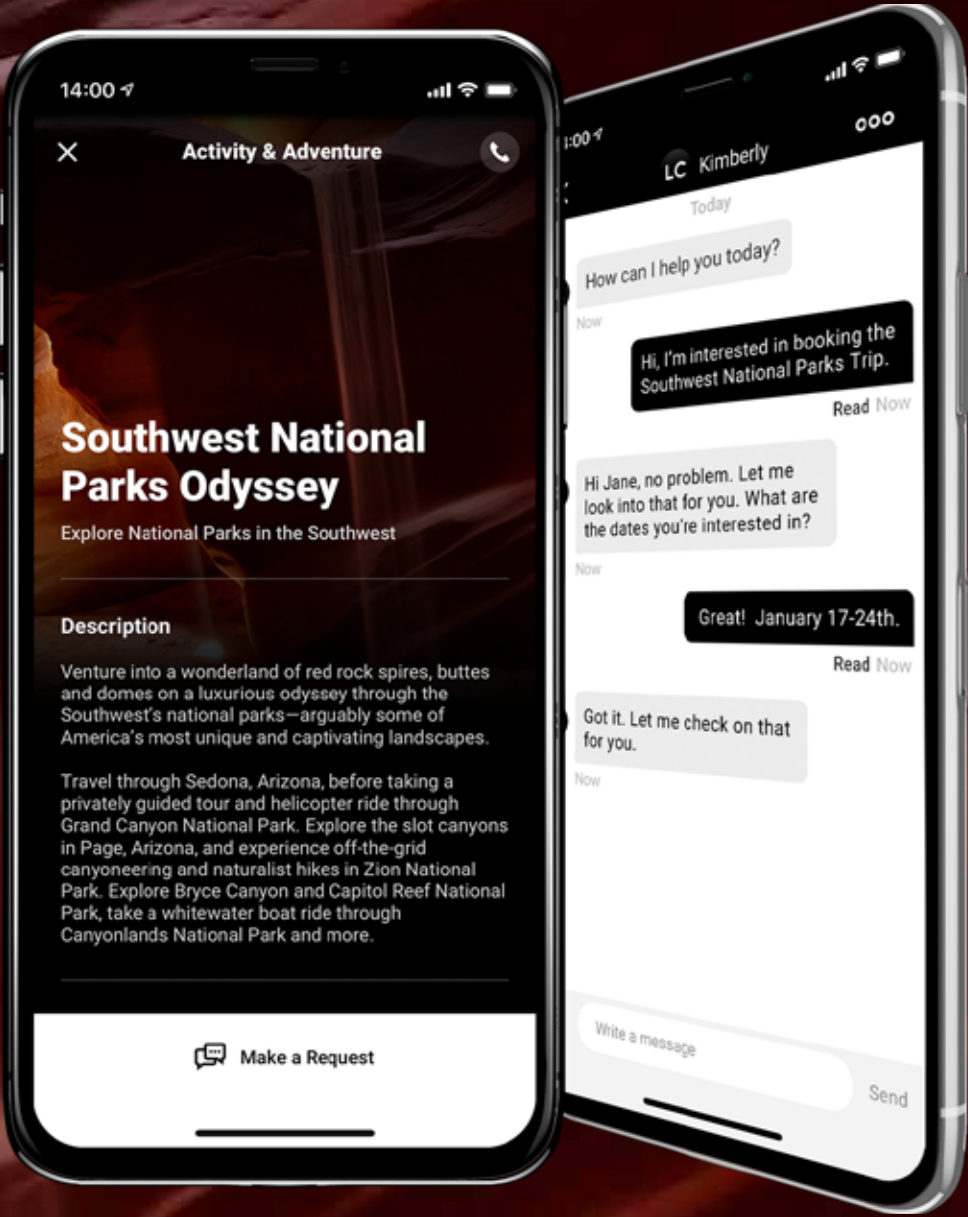 14:00
Activity & Adventure
Southwest National
Parks Odyssey
Explore National Parks in the Southwest
Description
Venture into a wonderland of red rock spires, buttes
and domes on a luxurious odyssey through the
Southwest's national parks—arguably some of
America's most unique and captivating landscapes.
Travel through Sedona, Arizona, before taking a
privately guided tour and helicopter ride through
Grand Canyon National Park. Explore the slot canyons
in Page, Arizona, and experience off-the-grid
canyoneering and naturalist hikes in Zion National
Park. Explore Bryce Canyon and Capitol Reef National
Park, take a whitewater boat ride through
Canyonlands National Park and more.
Make a Request
:00
LC Kimberly
Today
How can I help you today?
Now
Hi, I'm interested in booking the
Southwest National Parks Trip.
Read Now
Hi Jane, no problem. Let me
look into that for you. What are
the dates you're interested in?
Now
Great! January 17-24th.
Read Now
Got it. Let me check on that
for you.
Now
Write a message
Send